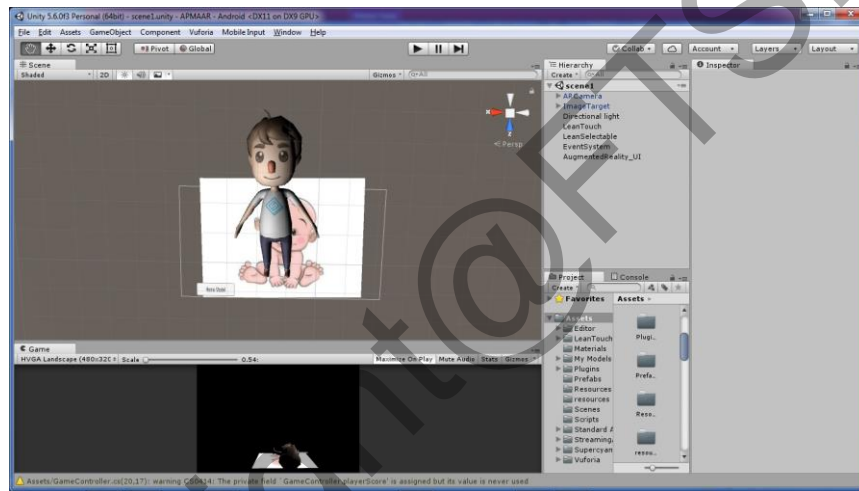 Unity 5.6.0f3 Personal (64bit) - scene1.unity - APMAAR - Android <DX11 on DX9 GPU>
File Edit Assets GameObject Component Vuforia Mobile Input Window Help
Pivot Global Collab Account Layers Layout
Scene
Shaded 2D Gizmos All
Persp
Hierarchy
Create All
scene1
ARCamera
ImageTarget
Directional light
LeanTouch
LeanSelectable
EventSystem
AugmentedReality_UI
Inspector
Project Console
Create
Favorites
Assets
Editor
LeanTouch
Materials
My Models
Plugins
Prefabs
Resources
resources
Scenes
Scripts
Standard A
Streaming
Supercyan
Vuforia
Assets
Plugi...
Prefa...
Reso...
resou...
Game
HVGA Landscape (480x320 Scale 0.54: Maximize On Play Mute Audio Stats Gizmos
Assets/GameController.cs(20,17): warning CS0414: The private field `GameController.playerScore' is assigned but its value is never used
@FTS